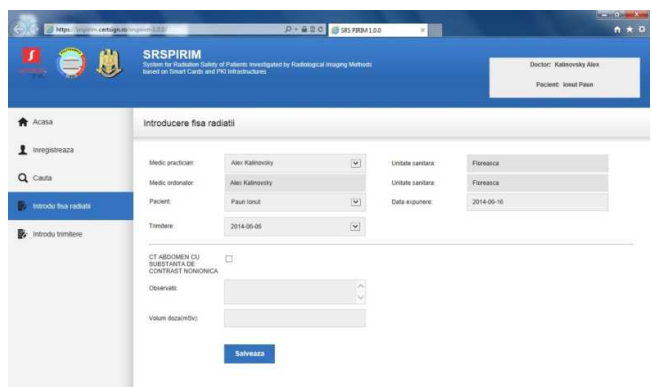 SRS PIRIM 1.0.0
SRSPIRIM
System for Radiation Safety of Patients Investigated by Radiological Imaging Methods
based on Smart Cards and PKI Infrastructures
Doctor: Kalinovsky Alex
Pacient: Ionut Paun
Acasa
Inregistreaza
Cauta
Introdu fisa radiatii
Introdu trimitere
Introducere fisa radiatii
Medic practician: Alex Kalinovsky Unitate sanitara: Floreasca
Medic ordonator: Alex Kalinovsky Unitate sanitara: Floreasca
Pacient: Paun Ionut Data expunere: 2014-06-16
Trimitere: 2014-06-06
CT ABDOMEN CU
SUBSTANTA DE
CONTRAST NONIONICA
Observatii:
Volum doza(mSv):
Salveaza